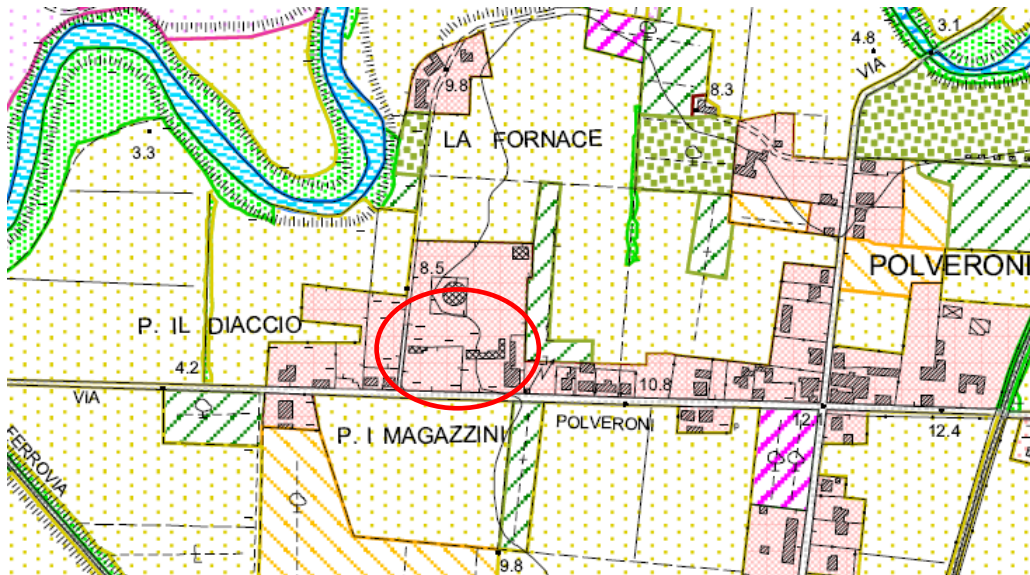 3.1
4.8
VIA
9.8
8.3
LA FORNACE
3.3
POLVERONI
8.5
P. IL DIACCIO
4.2
10.8
VIA
POLVERONI
P. I MAGAZZINI
12.4
FERROVIA
9.8